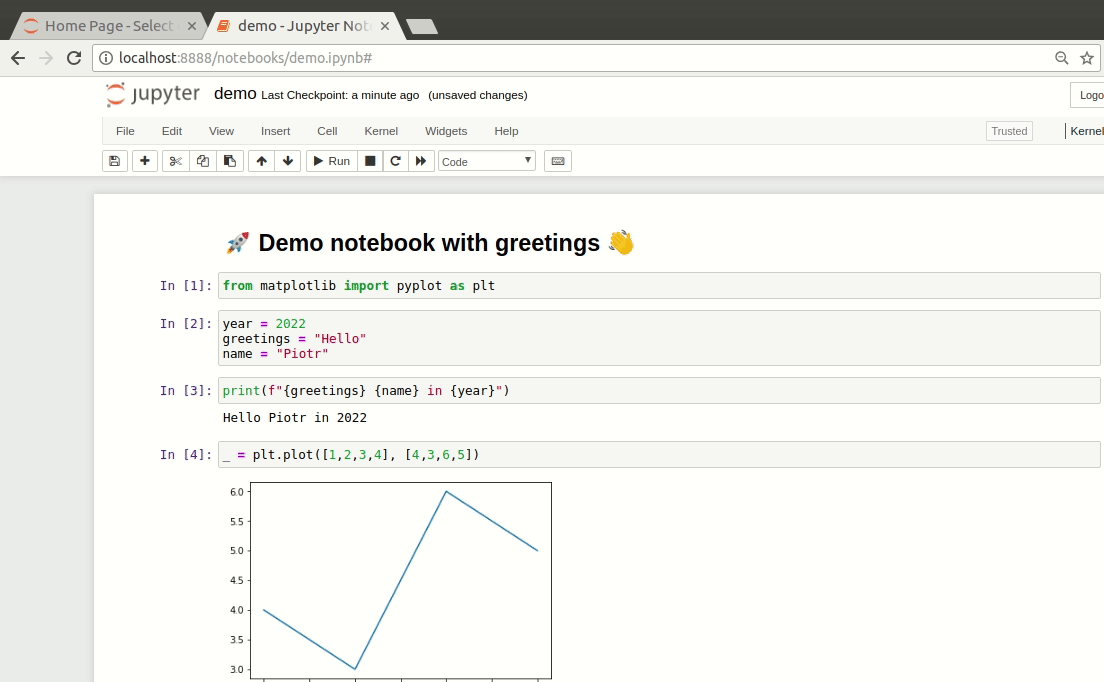 Home Page - Select
demo - Jupyter Not
localhost:8888/notebooks/demo.ipynb#
jupyter demo Last Checkpoint: a minute ago (unsaved changes)
Logo
File Edit View Insert Cell Kernel Widgets Help Trusted Kernel
Run Code
🚀 Demo notebook with greetings 👋
In [1]: from matplotlib import pyplot as plt
In [2]: year = 2022
greetings = "Hello"
name = "Piotr"
In [3]: print(f"{greetings} {name} in {year}")
Hello Piotr in 2022
In [4]: _ = plt.plot([1,2,3,4], [4,3,6,5])
6.0
5.5
5.0
4.5
4.0
3.5
3.0